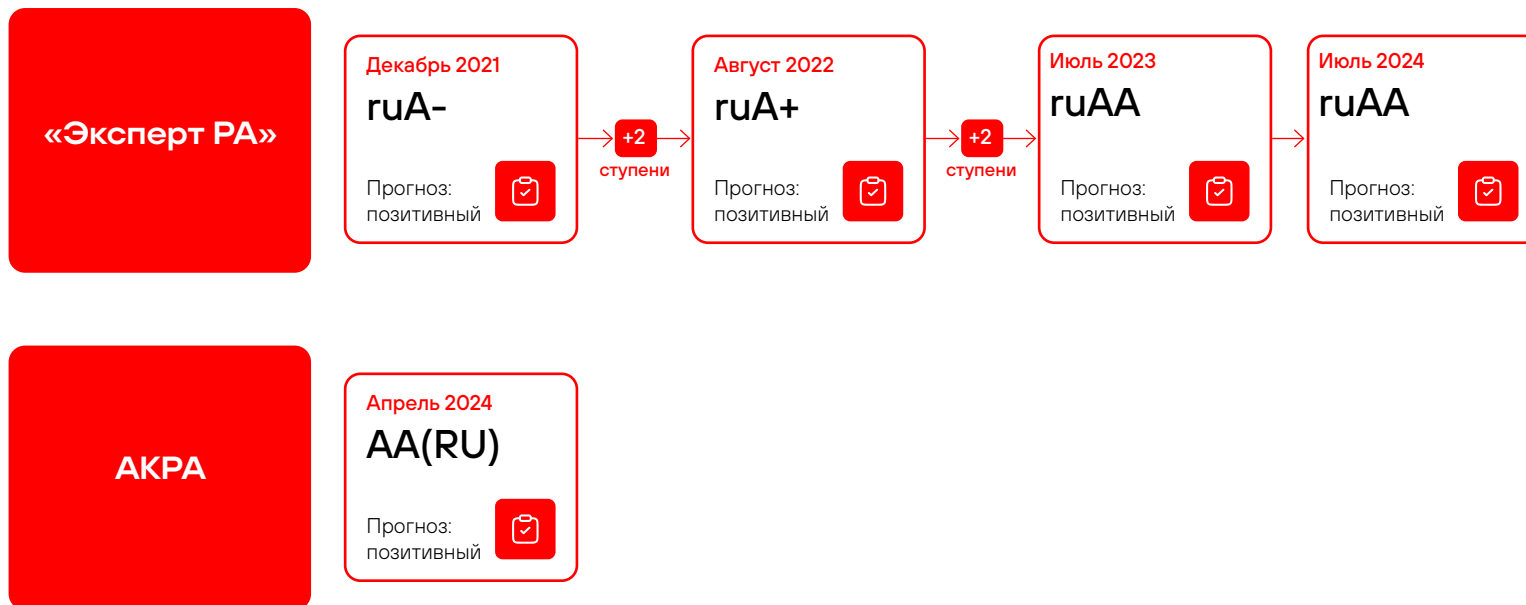 «Эксперт РА»
Декабрь 2021
ruA-
Прогноз:
позитивный
+2
ступени
Август 2022
ruA+
Прогноз:
позитивный
+2
ступени
Июль 2023
ruAA
Прогноз:
позитивный
Июль 2024
ruAA
Прогноз:
позитивный
АКРА
Апрель 2024
AA(RU)
Прогноз:
позитивный